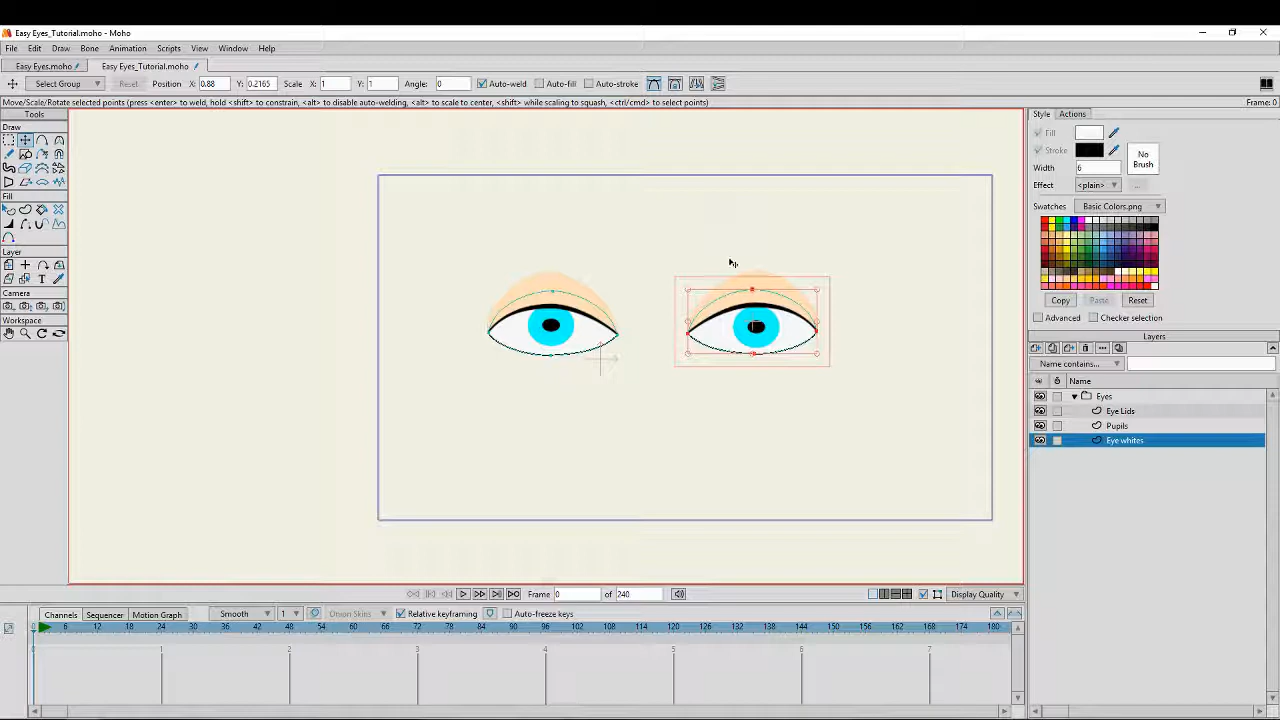 Easy Eyes_Tutorial.moho - Moho
File Edit Draw Bone Animation Scripts View Window Help
Easy Eyes.moho Easy Eyes_Tutorial.moho
Select Group Reset Position X: 0.88 Y: 0.2165 Scale X: 1 Y: 1 Angle: 0 Auto-weld Auto-fill Auto-stroke
Move/Scale/Rotate selected points (press <enter> to weld, hold <shift> to constrain, <alt> to disable auto-welding, <alt> to scale to center, <shift> while scaling to squash, <ctrl/cmd> to select points) Frame: 0
Tools
Draw
Fill
Layer
Camera
Workspace
Style Actions
Fill
Stroke
No Brush
Width 6
Effect <plain> ...
Swatches Basic Colors.png
Copy Paste Reset
Advanced Checker selection
Layers
Name contains...
Name
Eyes
Eye Lids
Pupils
Eye whites
Frame 0 of 240 Display Quality
Channels Sequencer Motion Graph Smooth 1 Onion Skins Relative keyframing Auto-freeze keys
0 6 12 18 24 30 36 42 48 54 60 66 72 78 84 90 96 102 108 114 120 126 132 138 144 150 156 162 168 174 180
0 1 2 3 4 5 6 7